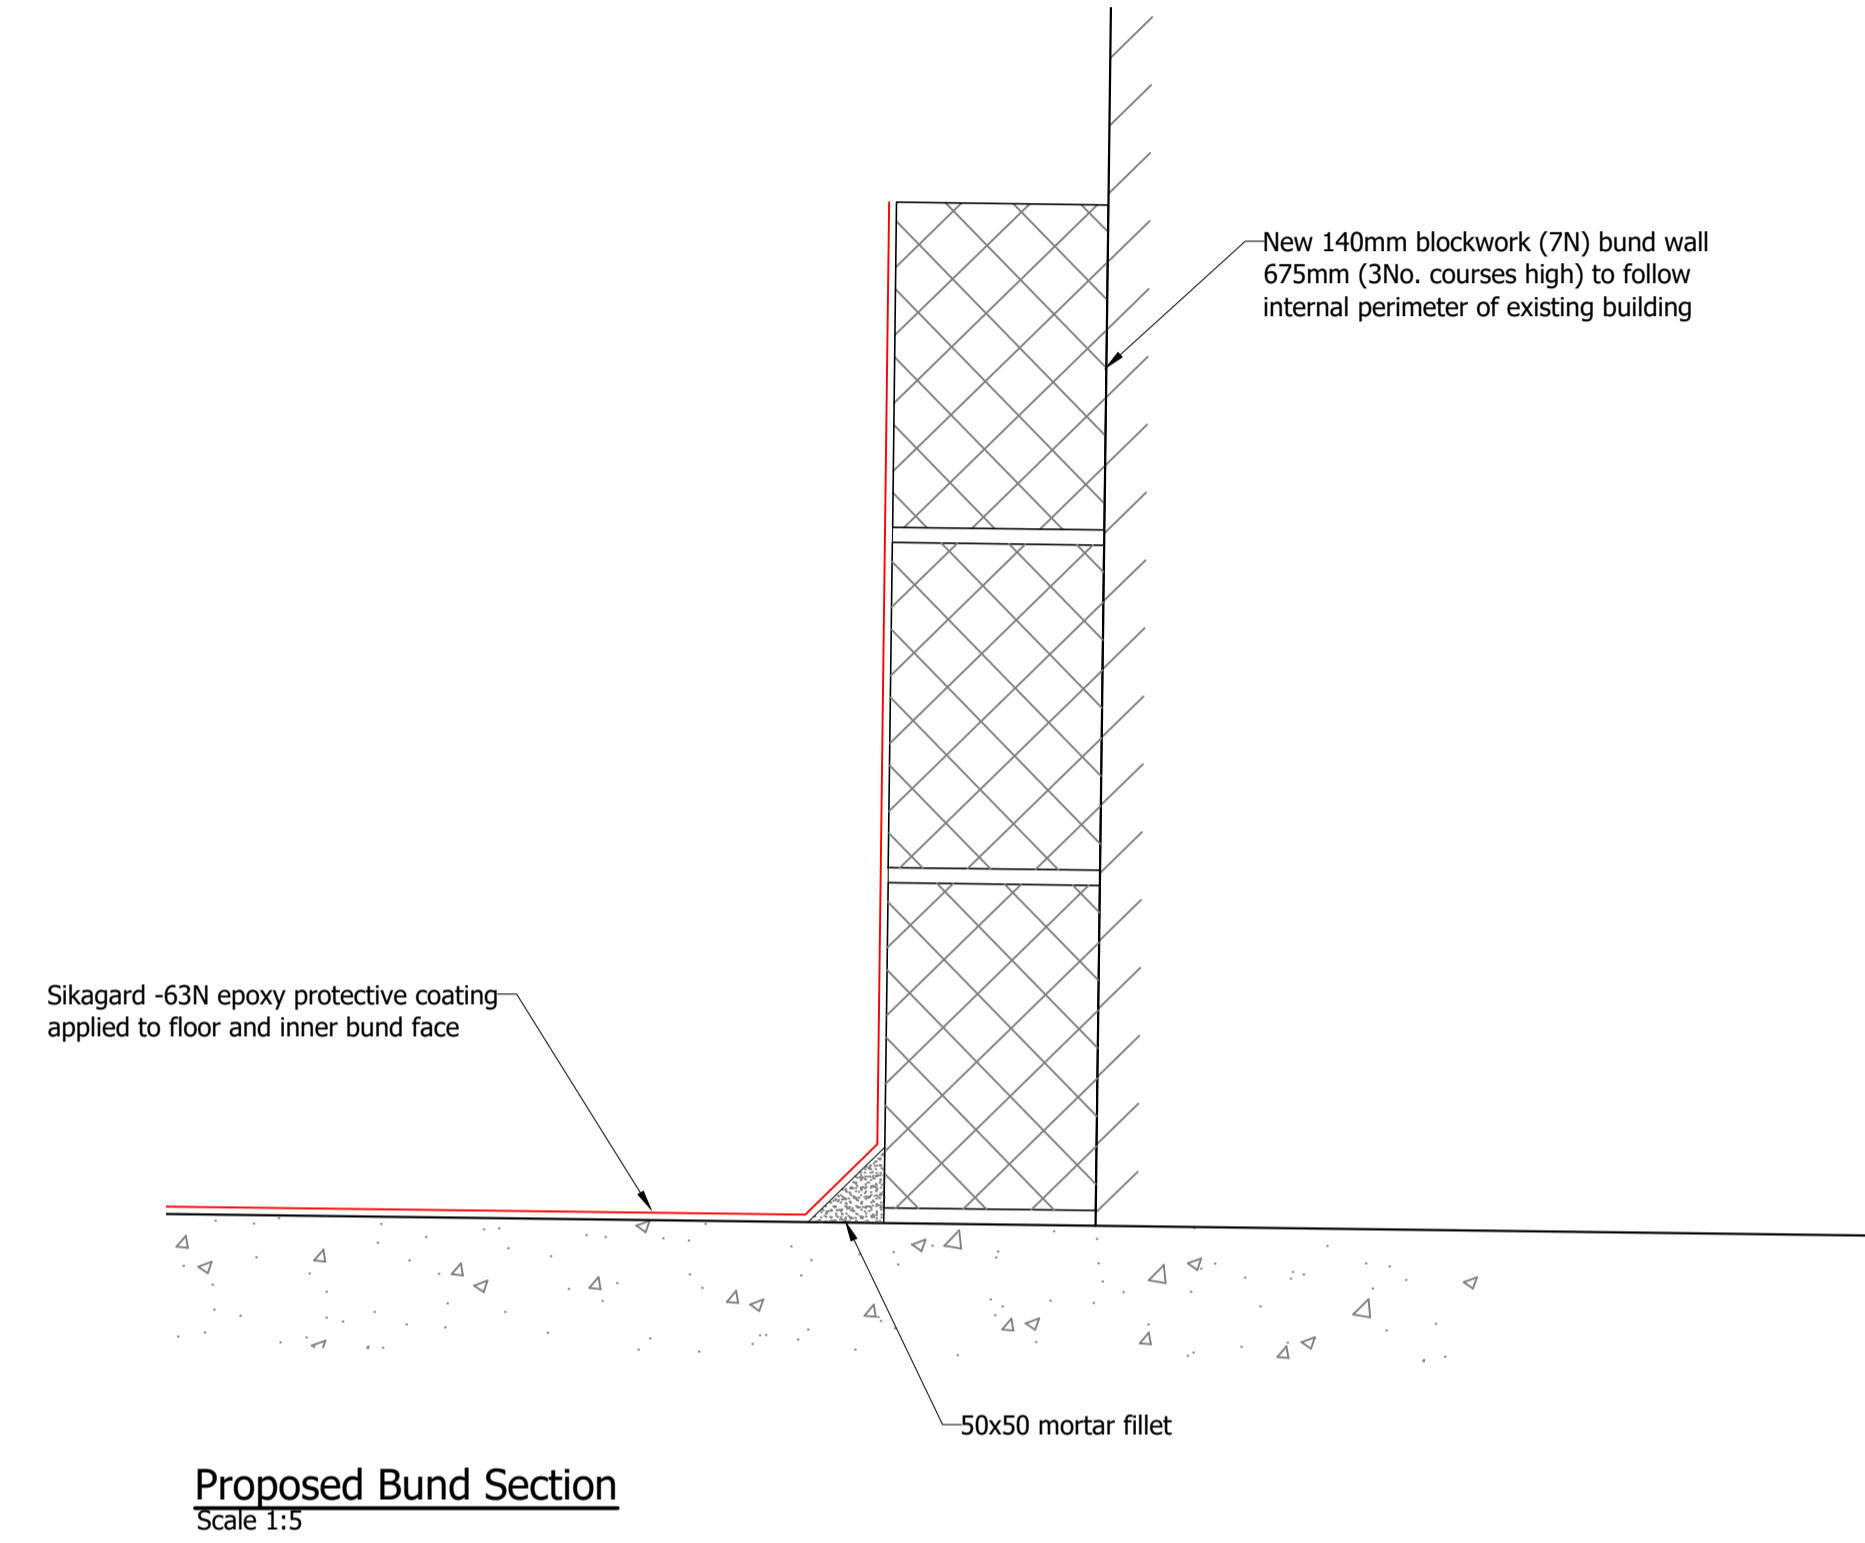 New 140mm blockwork (7N) bund wall
675mm (3No. courses high) to follow
internal perimeter of existing building
Sikagard -63N epoxy protective coating
applied to floor and inner bund face
50x50 mortar fillet
Proposed Bund Section
Scale 1:5